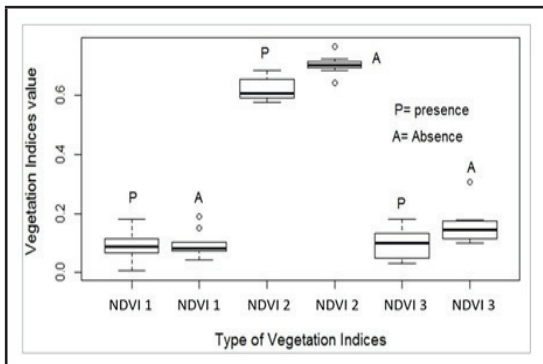 P
A
P
A
P
A
P= presence
A= Absence
Vegetation Indices value
0.0
0.2
0.4
0.6
NDVI 1
NDVI 1
NDVI 2
NDVI 2
NDVI 3
NDVI 3
Type of Vegetation Indices